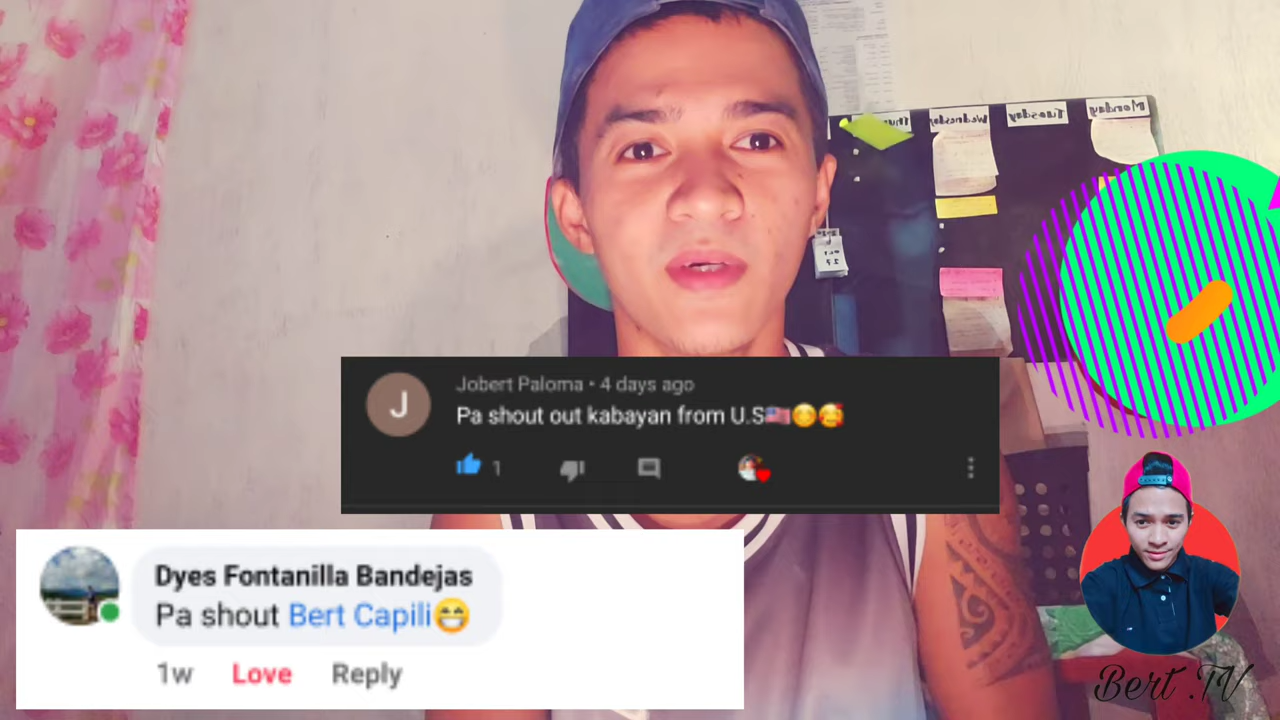 Thurs
Wednesday
Tuesday
Monday
J
Jobert Paloma • 4 days ago
Pa shout out kabayan from U.S🇺🇸😊🥰
1
Dyes Fontanilla Bandejas
Pa shout Bert Capili😁
1w Love Reply
Bert .TV